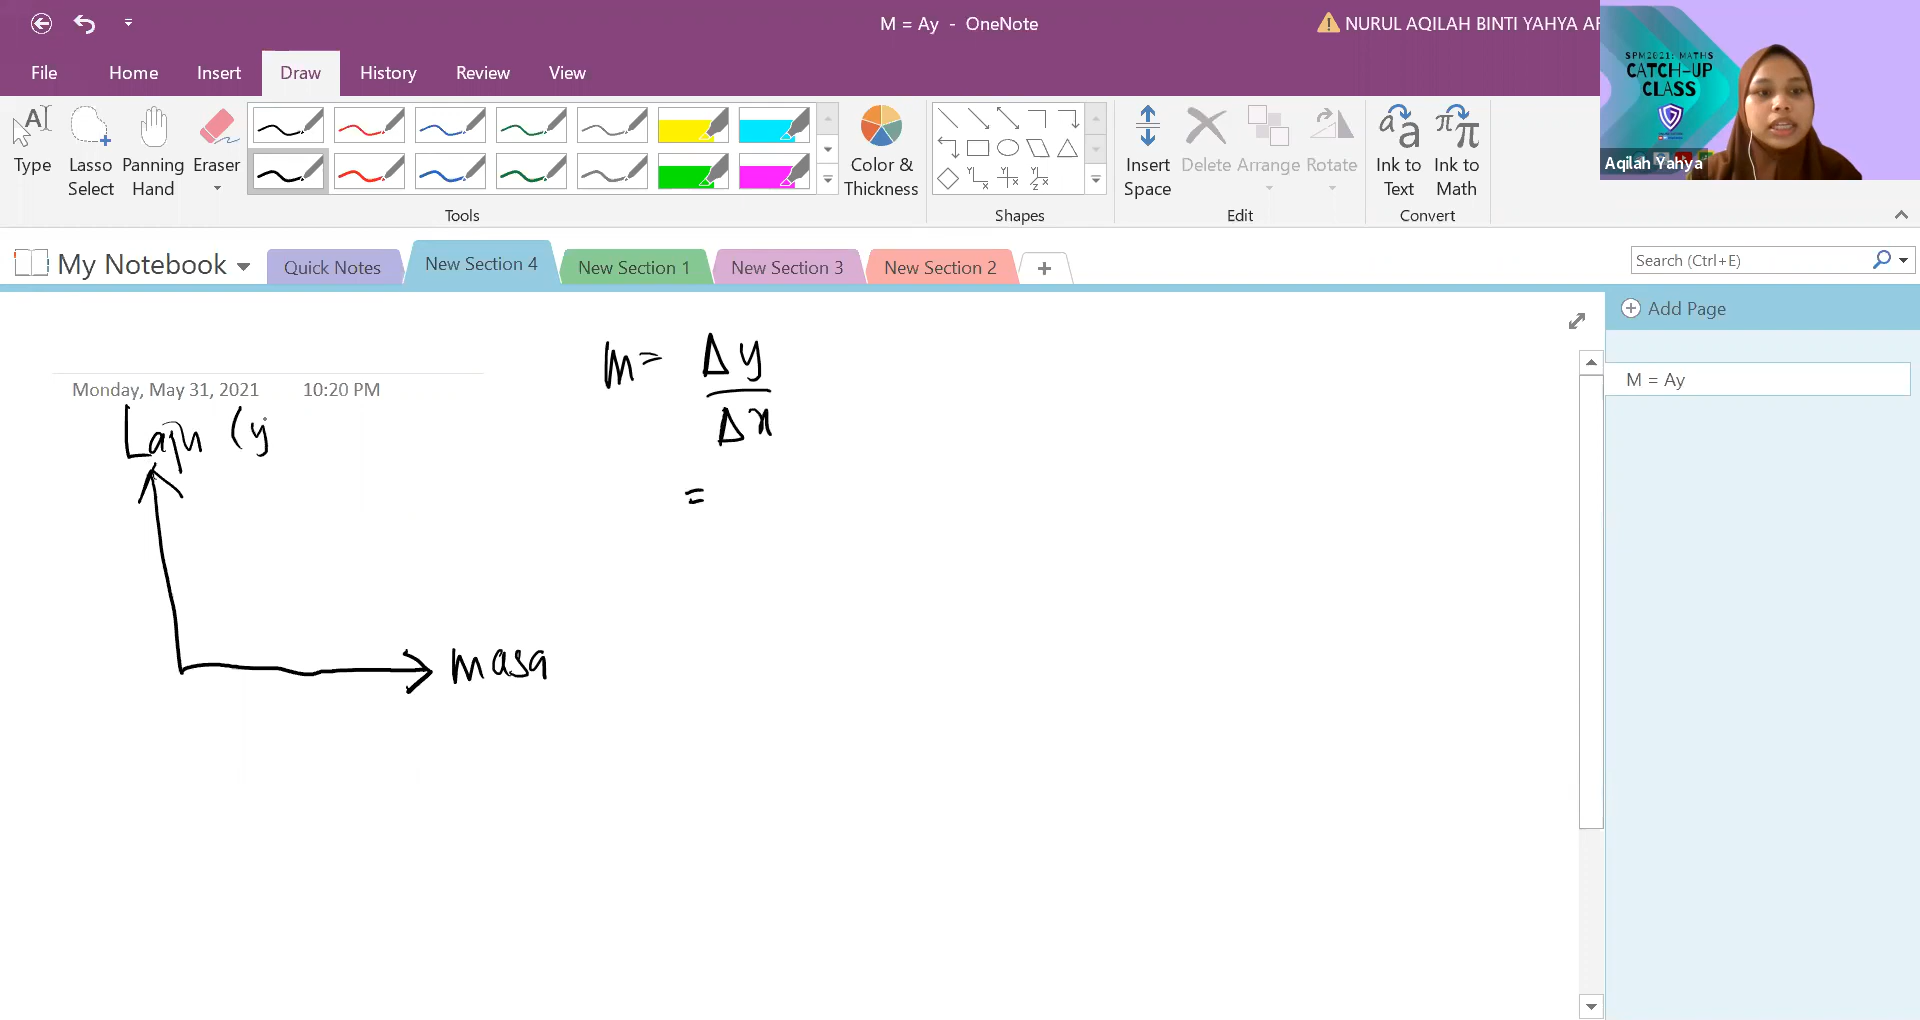 M = Ay - OneNote
NURUL AQILAH BINTI YAHYA
File
Home
Insert
Draw
History
Review
View
Type
Lasso
Select
Panning
Hand
Eraser
Color &
Thickness
Insert
Space
Delete
Arrange
Rotate
Ink to
Text
Ink to
Math
Tools
Shapes
Edit
Convert
SPM2021: MATHS
CATCH-UP
CLASS
Aqilah Yahya
My Notebook
Quick Notes
New Section 4
New Section 1
New Section 3
New Section 2
Search (Ctrl+E)
Add Page
M = Ay
Monday, May 31, 2021 10:20 PM
m = Δy
Δx
=
Laju (y
masa